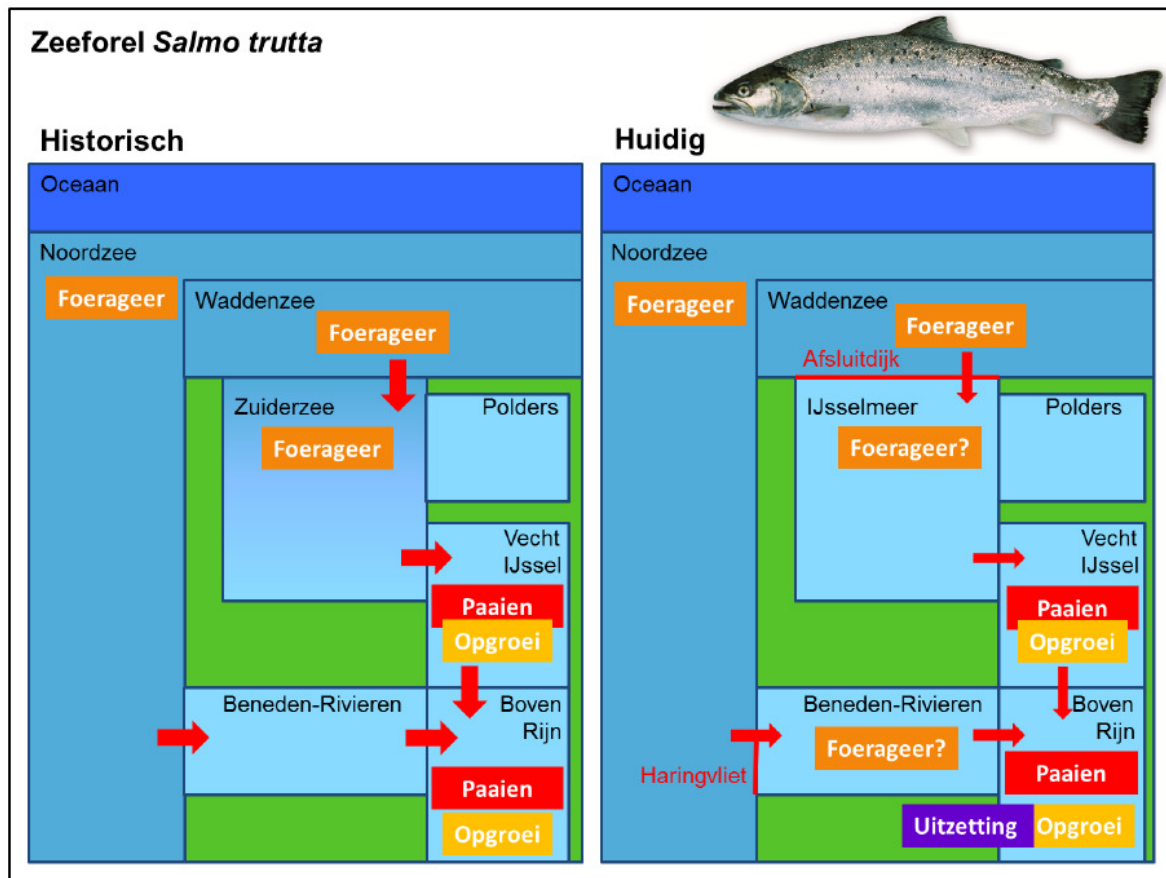 Zeeforel Salmo trutta
Historisch
Oceaan
Noordzee
Foerageer
Waddenzee
Foerageer
Zuiderzee
Foerageer
Polders
Vecht
IJssel
Paaien
Opgroei
Beneden-Rivieren
Boven
Rijn
Paaien
Opgroei
Huidig
Oceaan
Noordzee
Foerageer
Waddenzee
Foerageer
Afsluitdijk
IJsselmeer
Foerageer?
Polders
Vecht
IJssel
Paaien
Opgroei
Beneden-Rivieren
Foerageer?
Haringvliet
Boven
Rijn
Paaien
Uitzetting
Opgroei